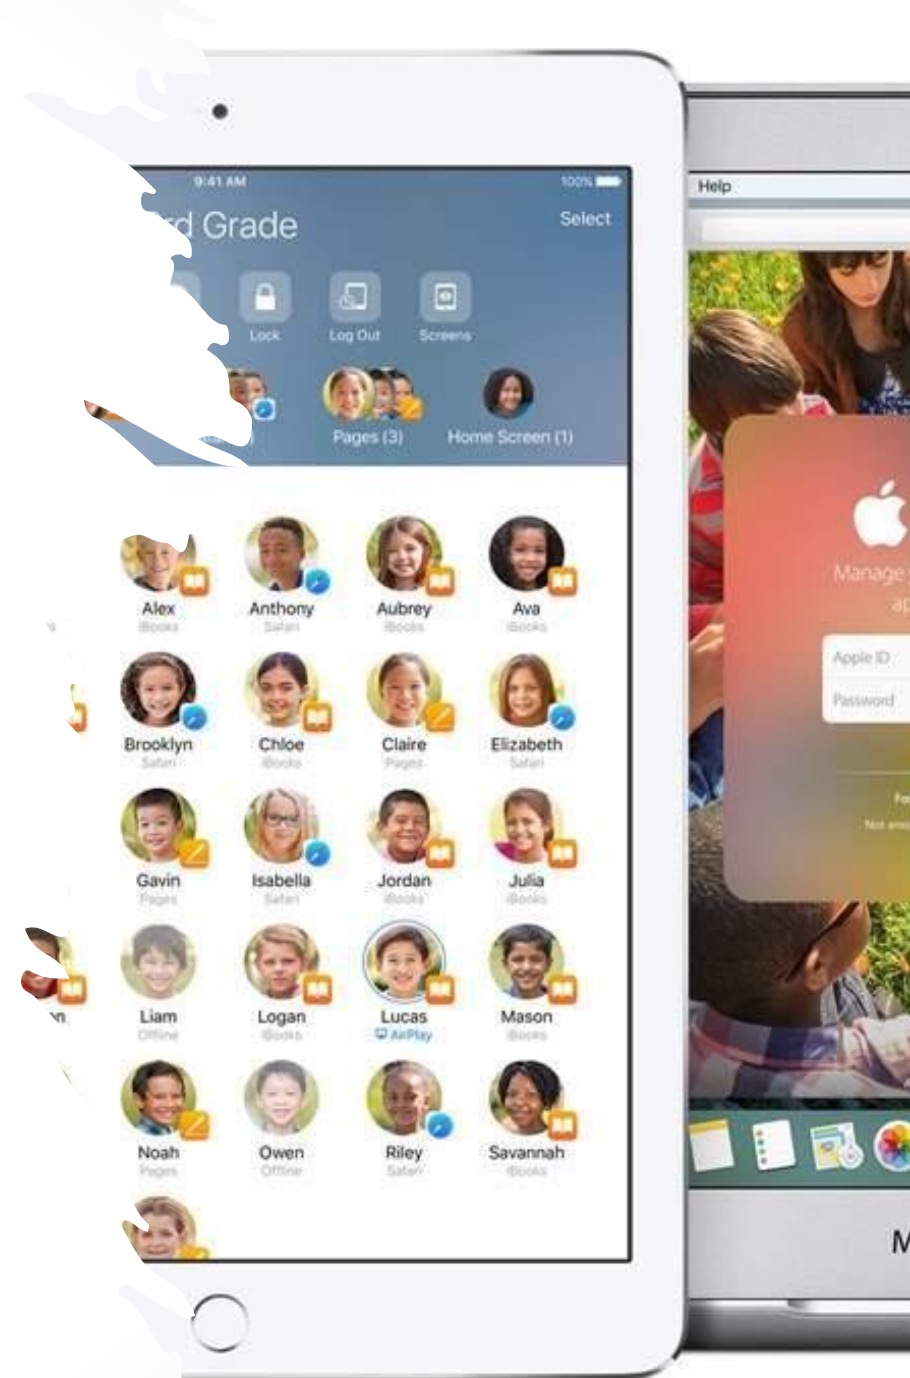 9:41 AM 100%
rd Grade Select
Lock Log Out Screens
Pages (3) Home Screen (1)
Alex Anthony Aubrey Ava
iBooks Safari iBooks iBooks
Brooklyn Chloe Claire Elizabeth
Safari iBooks Pages Safari
Gavin Isabella Jordan Julia
Pages Safari iBooks iBooks
Liam Logan Lucas Mason
Offline iBooks AirPlay iBooks
Noah Owen Riley Savannah
Pages Offline Safari iBooks
Help
Manage
Apple ID
Password
M